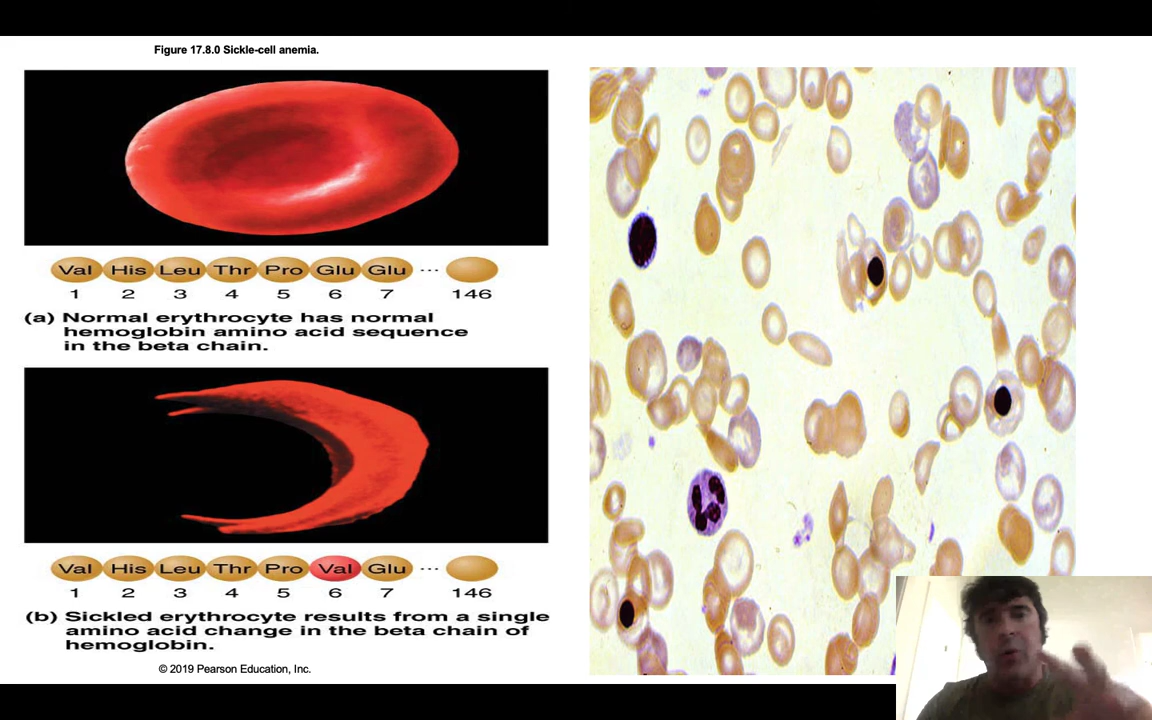 Figure 17.8.0 Sickle-cell anemia.
Val His Leu Thr Pro Glu Glu ...
1 2 3 4 5 6 7 146
(a) Normal erythrocyte has normal
hemoglobin amino acid sequence
in the beta chain.
Val His Leu Thr Pro Val Glu ...
1 2 3 4 5 6 7 146
(b) Sickled erythrocyte results from a single
amino acid change in the beta chain of
hemoglobin.
© 2019 Pearson Education, Inc.